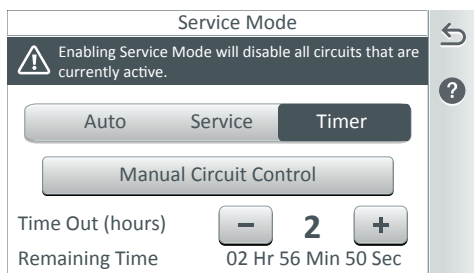 Service Mode
Enabling Service Mode will disable all circuits that are
currently active.
Auto Service Timer
Manual Circuit Control
Time Out (hours) − 2 +
Remaining Time 02 Hr 56 Min 50 Sec
?